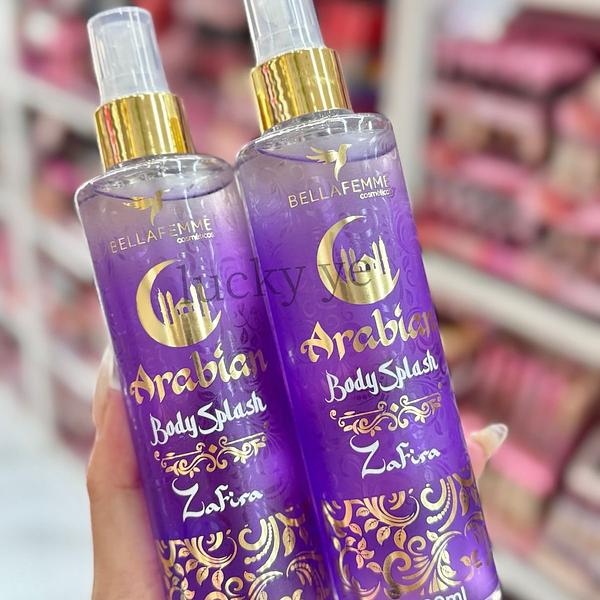 BELLAFEMME
cosméticos
Arabian
Body Splash
Zafira
BELLAFEMME
cosméticos
Arabian
Body Splash
Zafira
lucky ye